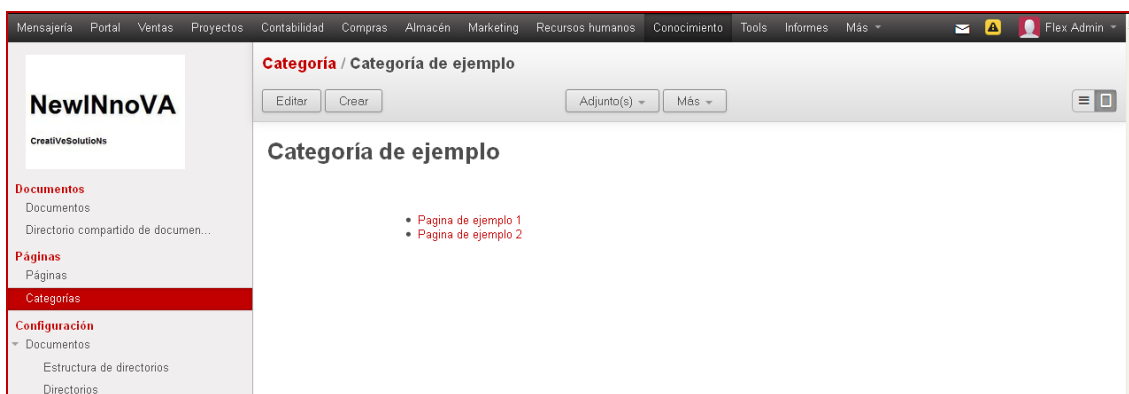 Mensajería Portal Ventas Proyectos Contabilidad Compras Almacén Marketing Recursos humanos Conocimiento Tools Informes Más Flex Admin
NewINnoVA
CreatiVeSolutioNs
Documentos
Documentos
Directorio compartido de documen...
Páginas
Páginas
Categorías
Configuración
Documentos
Estructura de directorios
Directorios
Categoría / Categoría de ejemplo
Editar Crear Adjunto(s) Más
Categoría de ejemplo
• Pagina de ejemplo 1
• Pagina de ejemplo 2